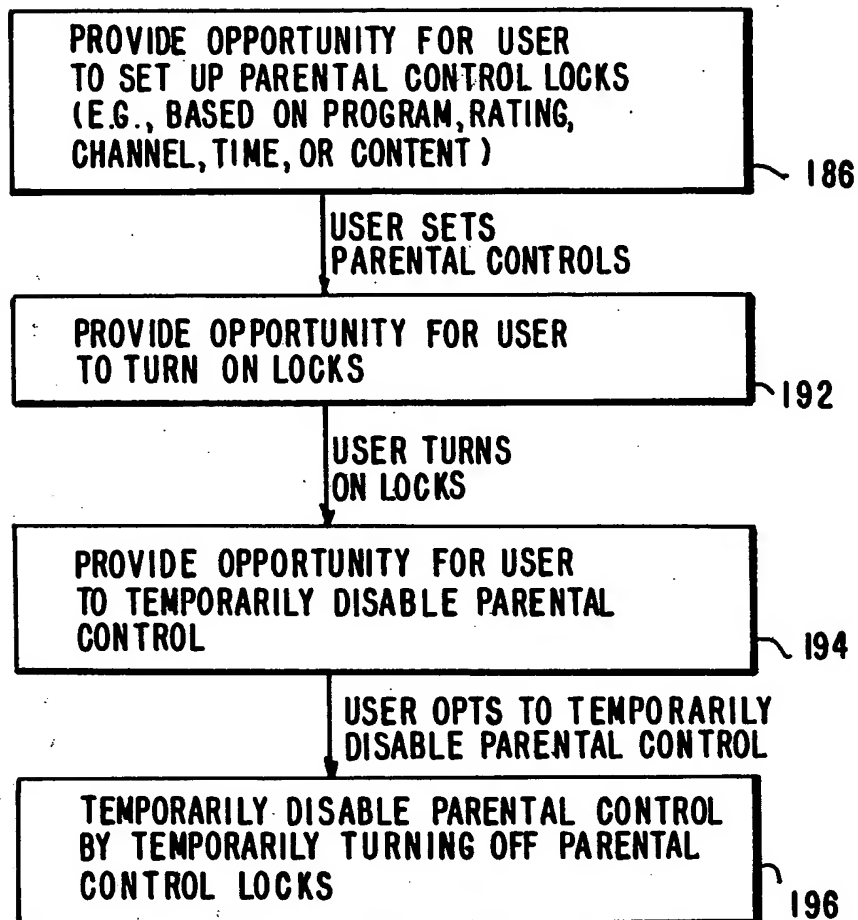 PROVIDE OPPORTUNITY FOR USER
TO SET UP PARENTAL CONTROL LOCKS
(E.G., BASED ON PROGRAM, RATING,
CHANNEL, TIME, OR CONTENT)
186
USER SETS
PARENTAL CONTROLS
PROVIDE OPPORTUNITY FOR USER
TO TURN ON LOCKS
192
USER TURNS
ON LOCKS
PROVIDE OPPORTUNITY FOR USER
TO TEMPORARILY DISABLE PARENTAL
CONTROL
194
USER OPTS TO TEMPORARILY
DISABLE PARENTAL CONTROL
TEMPORARILY DISABLE PARENTAL CONTROL
BY TEMPORARILY TURNING OFF PARENTAL
CONTROL LOCKS
196